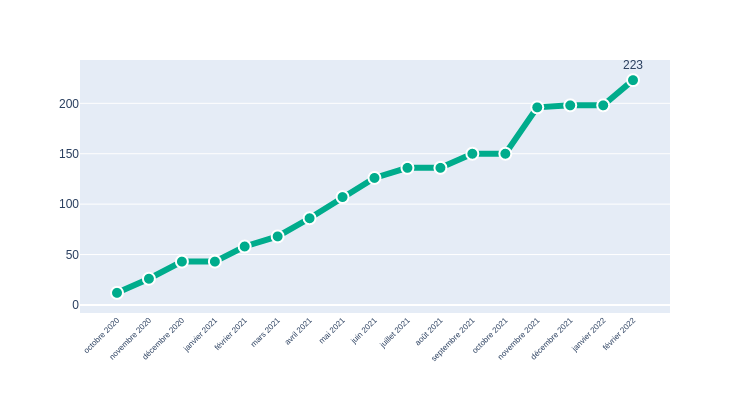 223
200
150
100
50
0
octobre 2020
novembre 2020
décembre 2020
janvier 2021
février 2021
mars 2021
avril 2021
mai 2021
juin 2021
juillet 2021
août 2021
septembre 2021
octobre 2021
novembre 2021
décembre 2021
janvier 2022
février 2022